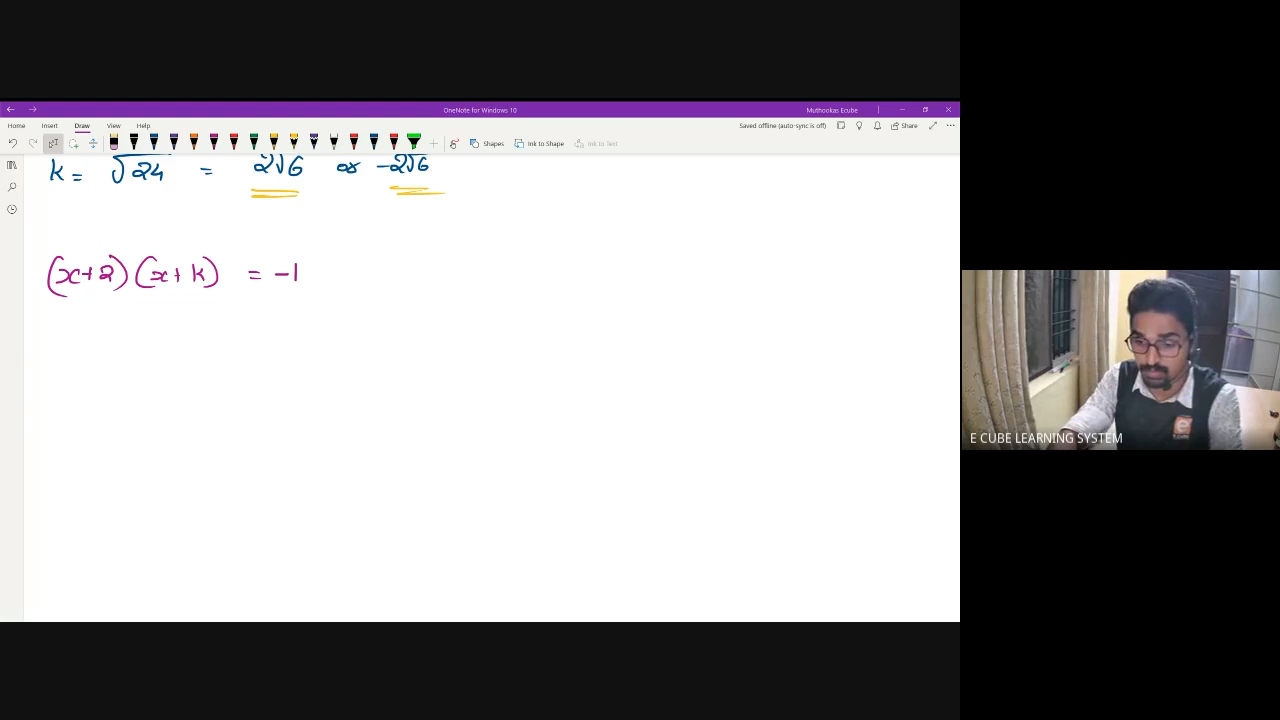 OneNote for Windows 10
Muthookas Ecube
Home Insert Draw View Help
Saved offline (auto-sync is off)
Share
Shapes
Ink to Shape
Ink to Text
k = √24 = 2√6 or -2√6
(x+2)(x+k) = -1
E CUBE LEARNING SYSTEM